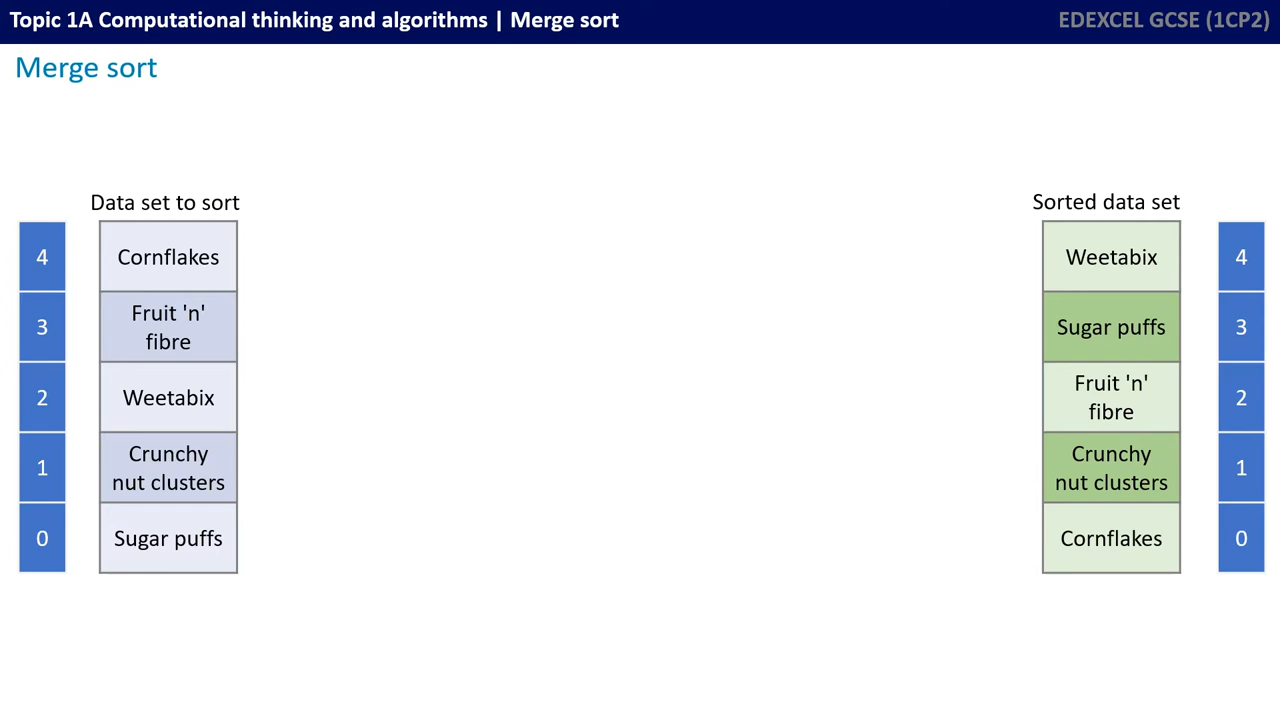 Topic 1A Computational thinking and algorithms | Merge sort
EDEXCEL GCSE (1CP2)
Merge sort
Data set to sort
4
Cornflakes
3
Fruit 'n'
fibre
2
Weetabix
1
Crunchy
nut clusters
0
Sugar puffs
Sorted data set
Weetabix
4
Sugar puffs
3
Fruit 'n'
fibre
2
Crunchy
nut clusters
1
Cornflakes
0